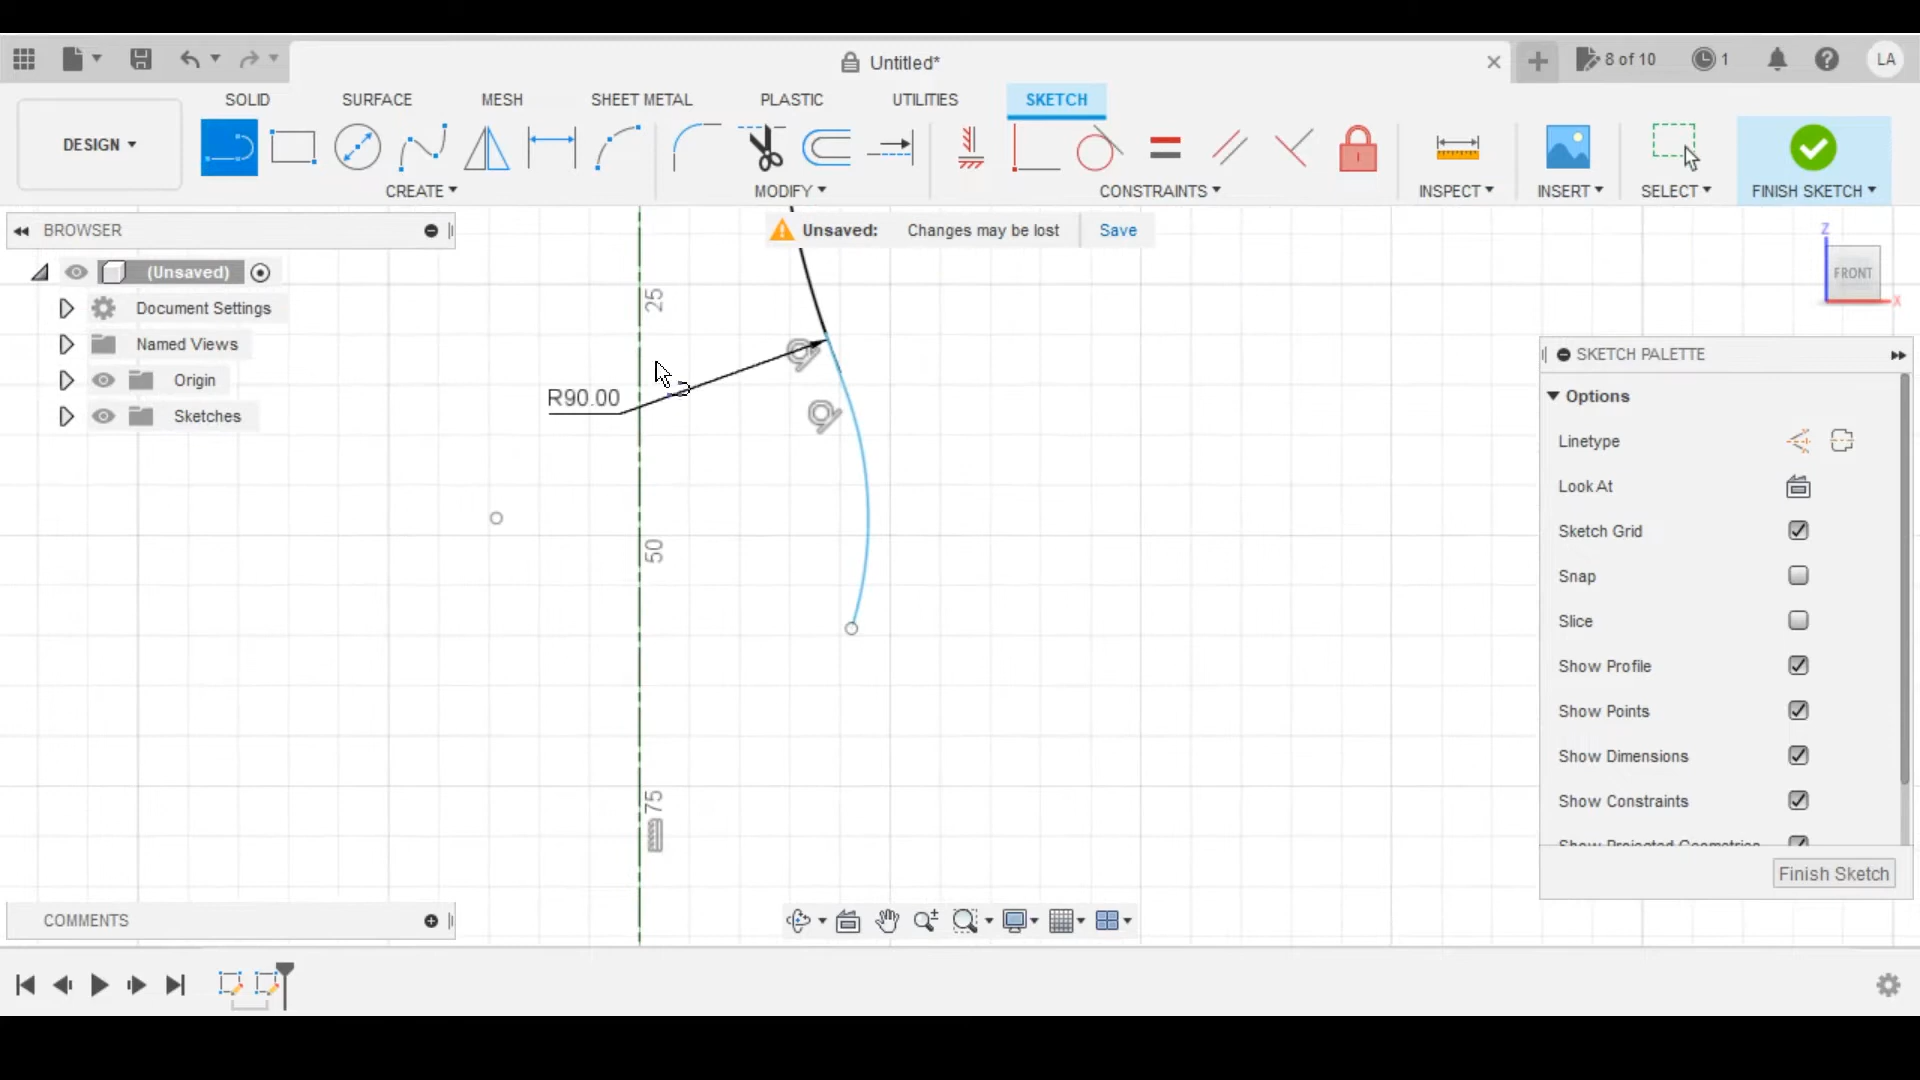 Untitled*
8 of 10
1
LA
DESIGN
SOLID
SURFACE
MESH
SHEET METAL
PLASTIC
UTILITIES
SKETCH
CREATE
MODIFY
CONSTRAINTS
INSPECT
INSERT
SELECT
FINISH SKETCH
BROWSER
Unsaved: Changes may be lost Save
(Unsaved)
Document Settings
Named Views
Origin
Sketches
Z
FRONT
X
25
R90.00
50
75
SKETCH PALETTE
Options
Linetype
Look At
Sketch Grid
Snap
Slice
Show Profile
Show Points
Show Dimensions
Show Constraints
Show Projected Geometries
Finish Sketch
COMMENTS